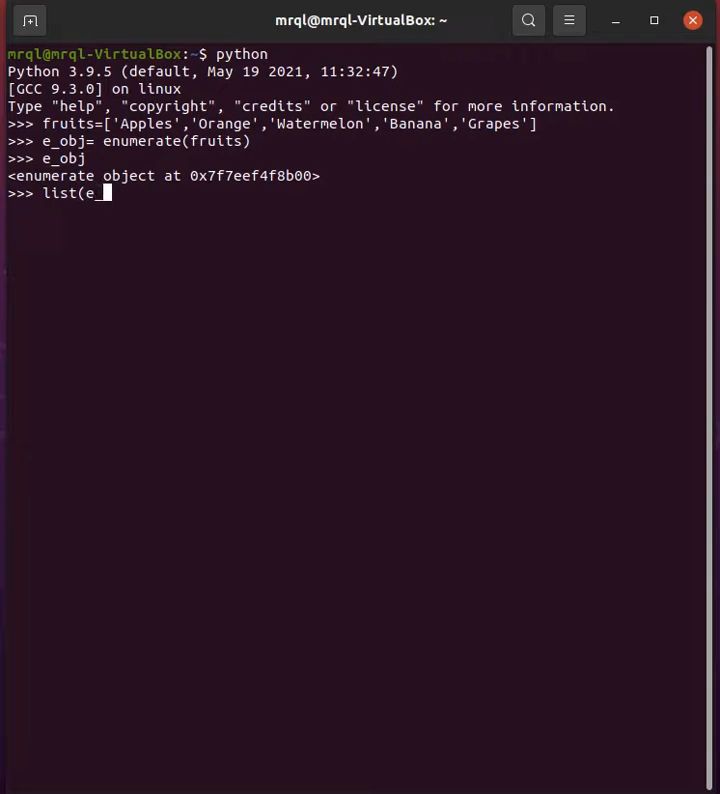 mrql@mrql-VirtualBox: ~
mrql@mrql-VirtualBox:~$ python
Python 3.9.5 (default, May 19 2021, 11:32:47)
[GCC 9.3.0] on linux
Type "help", "copyright", "credits" or "license" for more information.
>>> fruits=['Apples','Orange','Watermelon','Banana','Grapes']
>>> e_obj= enumerate(fruits)
>>> e_obj
<enumerate object at 0x7f7eef4f8b00>
>>> list(e_